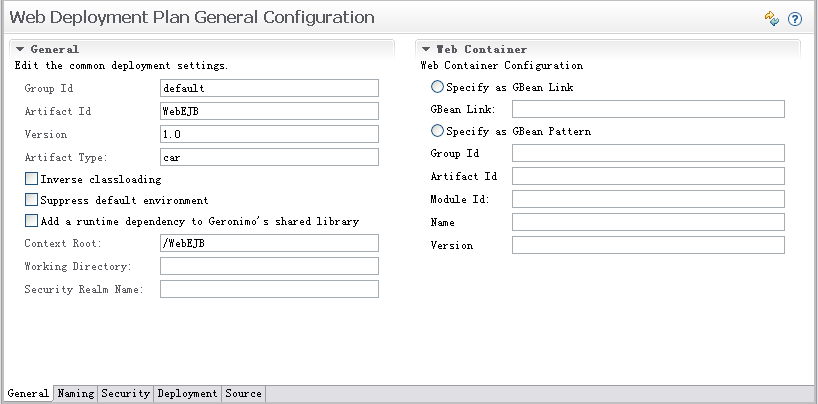 Web Deployment Plan General Configuration
General
Edit the common deployment settings.
Group Id default
Artifact Id WebEJB
Version 1.0
Artifact Type: car
Inverse classloading
Suppress default environment
Add a runtime dependency to Geronimo's shared library
Context Root: /WebEJB
Working Directory:
Security Realm Name:
Web Container
Web Container Configuration
Specify as GBean Link
GBean Link:
Specify as GBean Pattern
Group Id
Artifact Id
Module Id:
Name
Version
General Naming Security Deployment Source